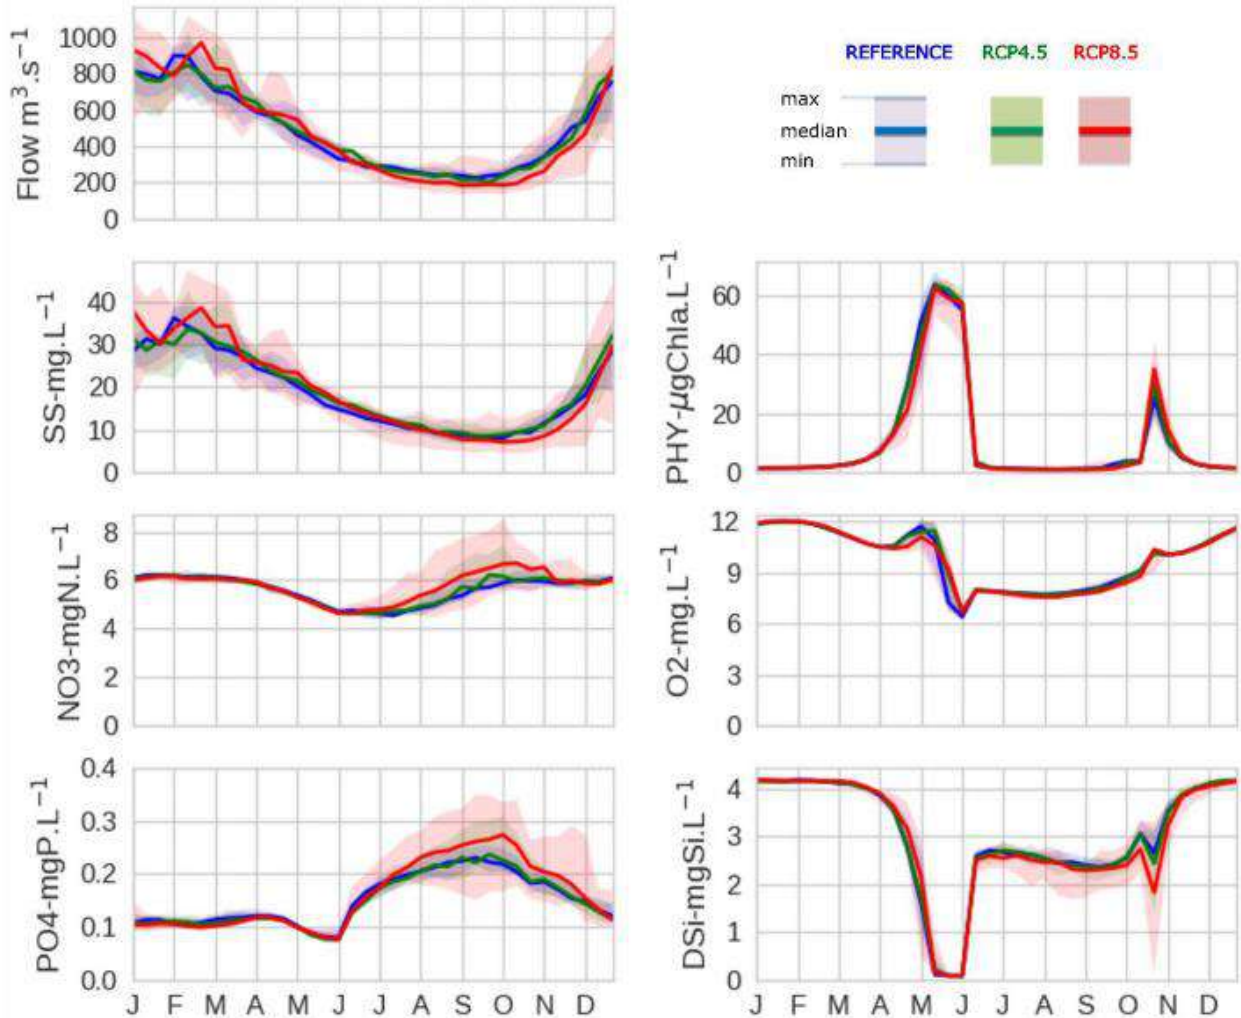 REFERENCE RCP4.5 RCP8.5
max
median
min
Flow m³.s⁻¹
1000
800
600
400
200
0
SS-mg.L⁻¹
40
30
20
10
0
PHY-μgChla.L⁻¹
60
40
20
0
NO3-mgN.L⁻¹
8
6
4
2
0
O2-mg.L⁻¹
12
9
6
3
0
PO4-mgP.L⁻¹
0.4
0.3
0.2
0.1
0.0
J F M A M J J A S O N D
DSi-mgSi.L⁻¹
4
3
2
1
0
J F M A M J J A S O N D